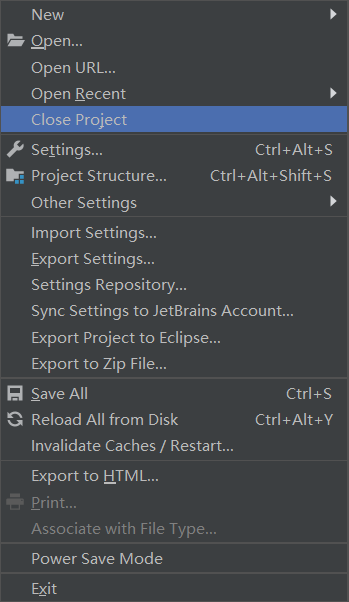 New
Open...
Open URL...
Open Recent
Close Project
Settings... Ctrl+Alt+S
Project Structure... Ctrl+Alt+Shift+S
Other Settings
Import Settings...
Export Settings...
Settings Repository...
Sync Settings to JetBrains Account...
Export Project to Eclipse...
Export to Zip File...
Save All Ctrl+S
Reload All from Disk Ctrl+Alt+Y
Invalidate Caches / Restart...
Export to HTML...
Print...
Associate with File Type...
Power Save Mode
Exit